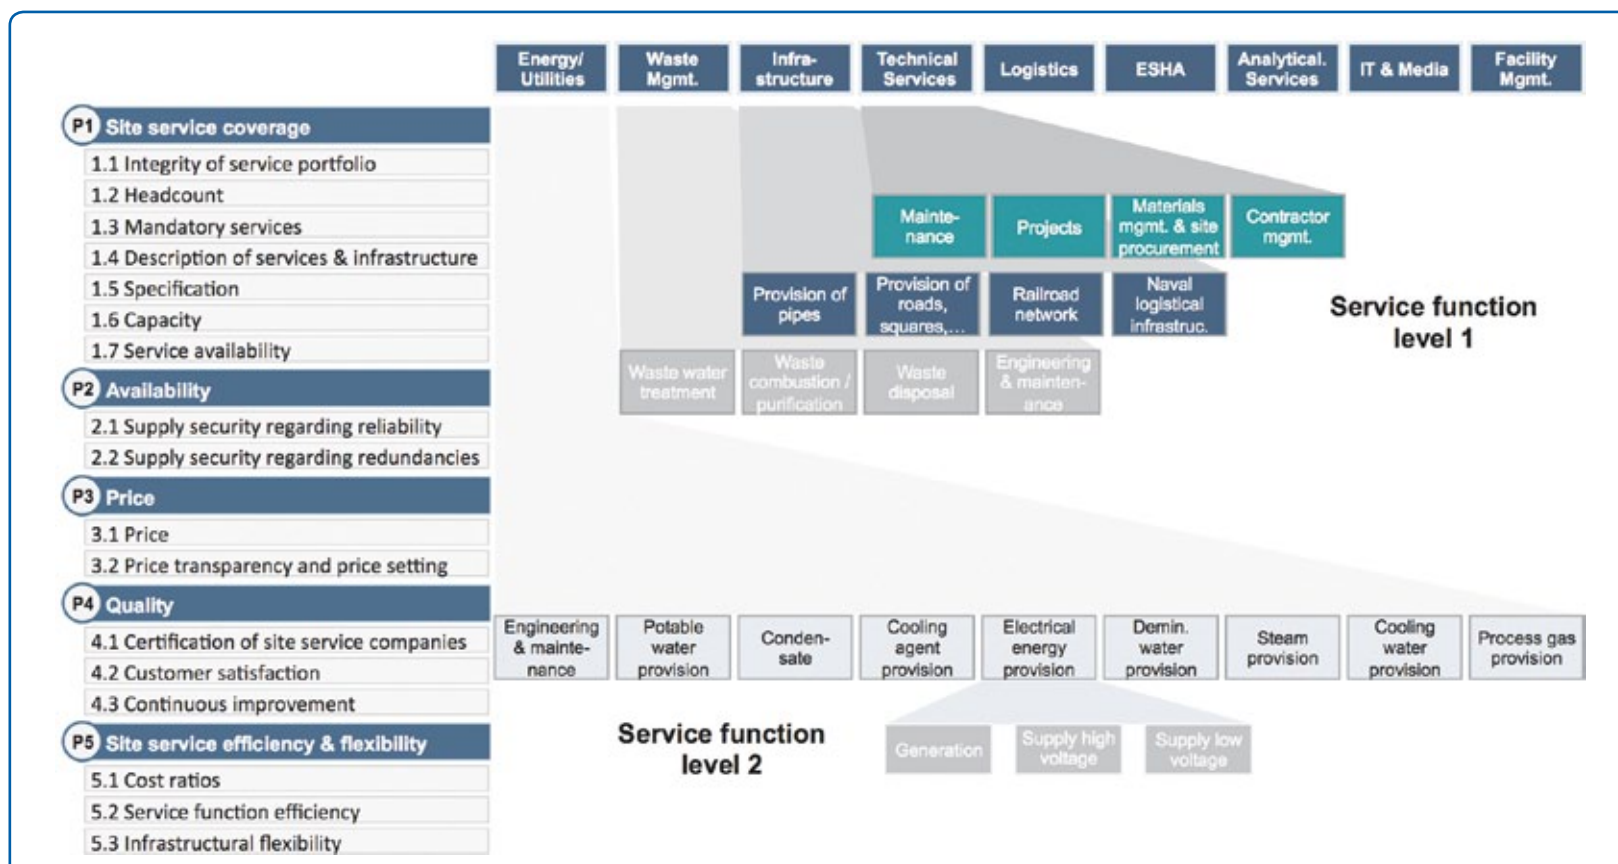 Energy/
Utilities
Waste
Mgmt.
Infra-
structure
Technical
Services
Logistics
ESHA
Analytical.
Services
IT & Media
Facility
Mgmt.
P1 Site service coverage
1.1 Integrity of service portfolio
1.2 Headcount
1.3 Mandatory services
1.4 Description of services & infrastructure
1.5 Specification
1.6 Capacity
1.7 Service availability
P2 Availability
2.1 Supply security regarding reliability
2.2 Supply security regarding redundancies
P3 Price
3.1 Price
3.2 Price transparency and price setting
P4 Quality
4.1 Certification of site service companies
4.2 Customer satisfaction
4.3 Continuous improvement
P5 Site service efficiency & flexibility
5.1 Cost ratios
5.2 Service function efficiency
5.3 Infrastructural flexibility
Mainte-
nance
Projects
Materials
mgmt. & site
procurement
Contractor
mgmt.
Provision of
pipes
Provision of
roads,
squares,...
Railroad
network
Naval
logistical
infrastruc.
Service function
level 1
Waste water
treatment
Waste
combustion /
purification
Waste
disposal
Engineering
& mainten-
ance
Engineering
& mainte-
nance
Potable
water
provision
Conden-
sate
Cooling
agent
provision
Electrical
energy
provision
Demin.
water
provision
Steam
provision
Cooling
water
provision
Process gas
provision
Service function
level 2
Generation
Supply high
voltage
Supply low
voltage